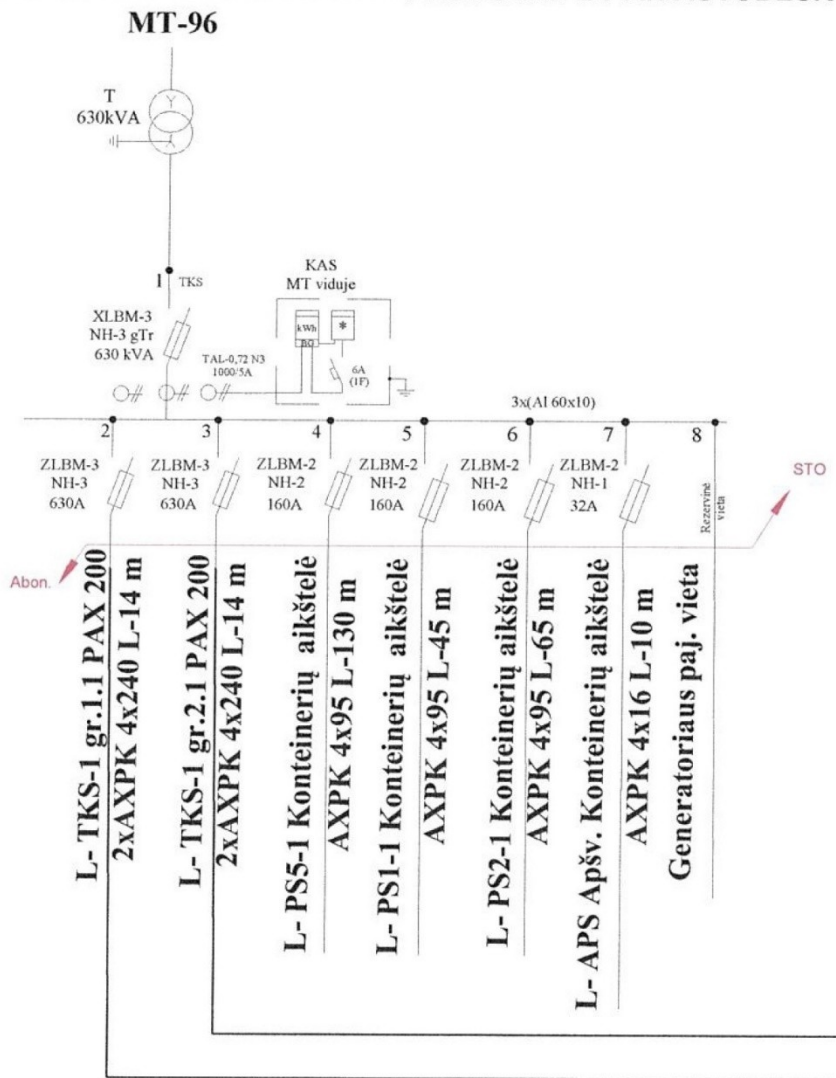 MT-96
T
630kVA
1
TKS
XLBM-3
NH-3 gTr
630 kVA
KAS
MT viduje
kWh
*
6A
(1F)
TAL-0,72 N3
1000/5A
3x(Al 60x10)
2
3
4
5
6
7
8
ZLBM-3
NH-3
630A
ZLBM-3
NH-3
630A
ZLBM-2
NH-2
160A
ZLBM-2
NH-2
160A
ZLBM-2
NH-2
160A
ZLBM-2
NH-1
32A
Rezervinė
vieta
STO
Abon.
L- TKS-1 gr.1.1 PAX 200
2xAXPK 4x240 L-14 m
L- TKS-1 gr.2.1 PAX 200
2xAXPK 4x240 L-14 m
L- PS5-1 Konteinerių aikštelė
AXPK 4x95 L-130 m
L- PS1-1 Konteinerių aikštelė
AXPK 4x95 L-45 m
L- PS2-1 Konteinerių aikštelė
AXPK 4x95 L-65 m
L- APS Apšv. Konteinerių aikštelė
AXPK 4x16 L-10 m
Generatoriaus paj. vieta